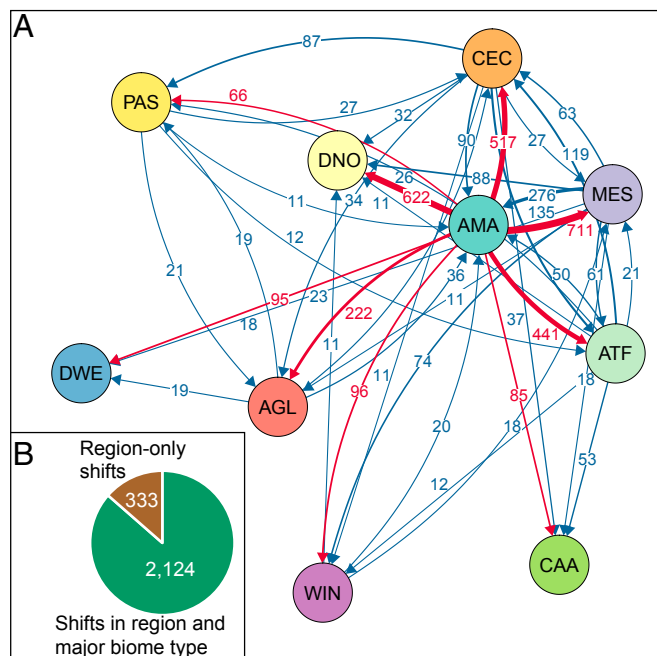 A
87
CEC
PAS
66
27
32
90
517
27
63
DNO
119
26
88
MES
622
34
11
11
276
135
AMA
711
19
12
21
36
50
61
21
95
23
11
18
222
37
441
ATF
DWE
11
74
11
19
AGL
96
85
18
B
Region-only
shifts
20
18
53
333
12
2,124
CAA
WIN
Shifts in region and
major biome type